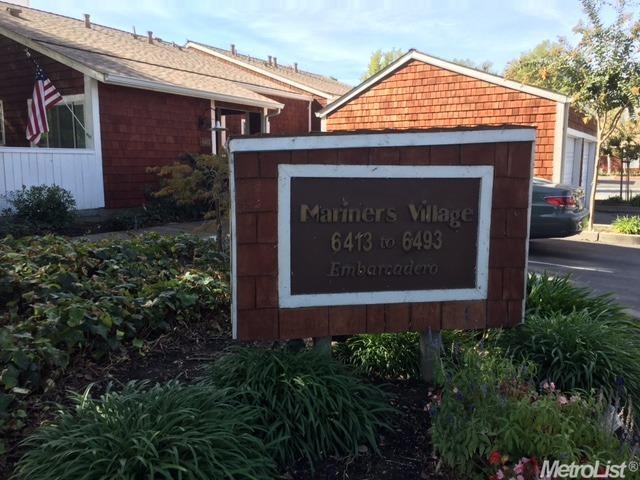 Mariners Village
6413 to 6493
Embarcadero
MetroList®